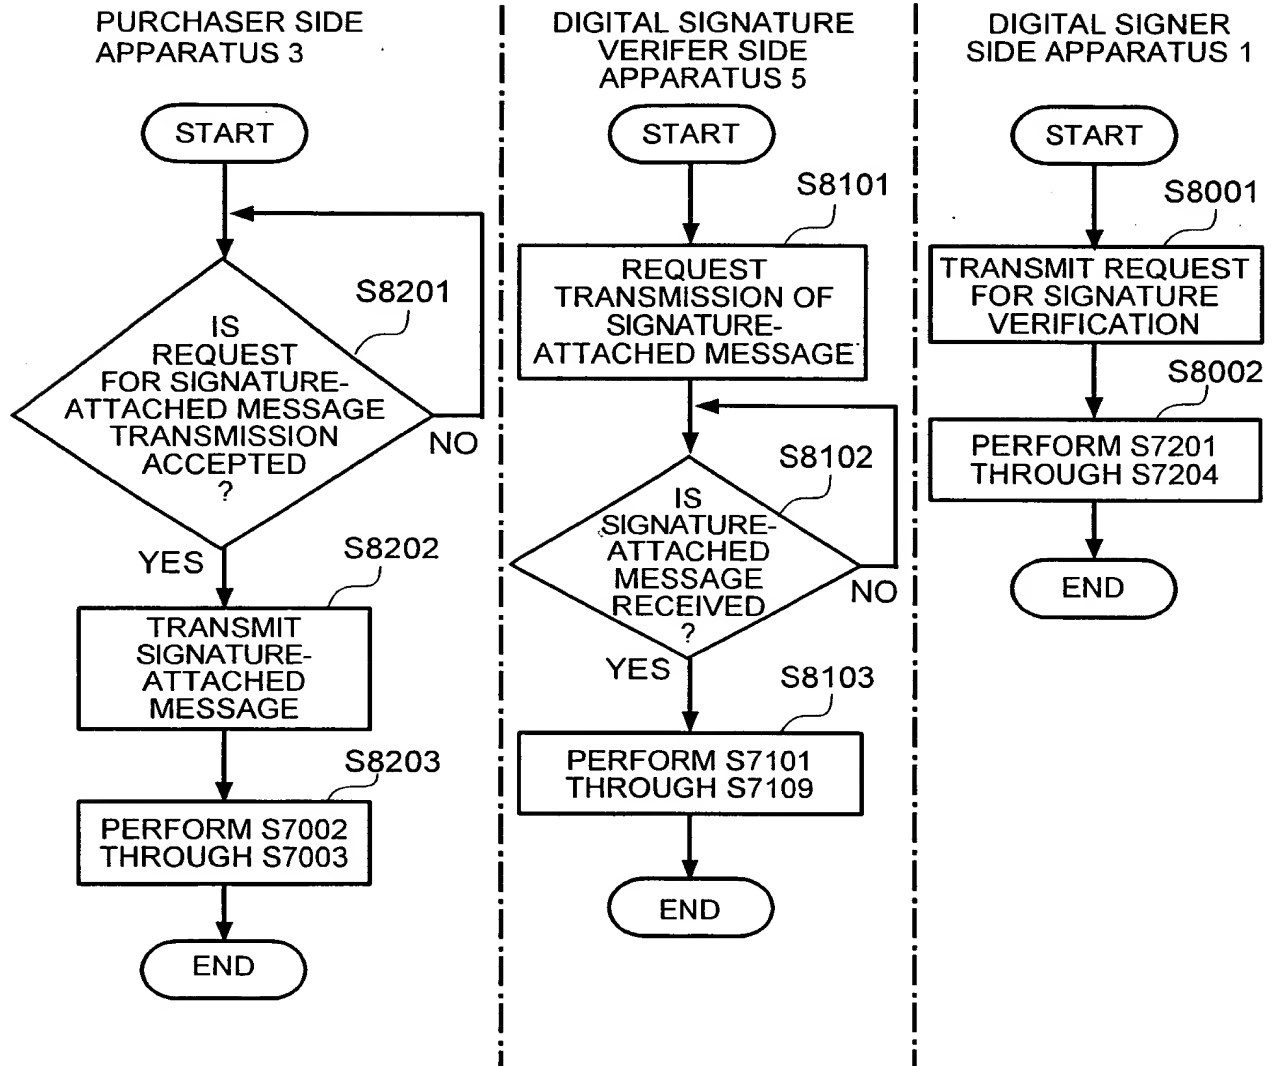 PURCHASER SIDE
APPARATUS 3
START
S8201
IS
REQUEST
FOR SIGNATURE-
ATTACHED MESSAGE
TRANSMISSION
ACCEPTED
?
NO
YES
S8202
TRANSMIT
SIGNATURE-
ATTACHED
MESSAGE
S8203
PERFORM S7002
THROUGH S7003
END
DIGITAL SIGNATURE
VERIFER SIDE
APPARATUS 5
START
S8101
REQUEST
TRANSMISSION OF
SIGNATURE-
ATTACHED MESSAGE
S8102
IS
SIGNATURE-
ATTACHED
MESSAGE
RECEIVED
?
NO
YES
S8103
PERFORM S7101
THROUGH S7109
END
DIGITAL SIGNER
SIDE APPARATUS 1
START
S8001
TRANSMIT REQUEST
FOR SIGNATURE
VERIFICATION
S8002
PERFORM S7201
THROUGH S7204
END